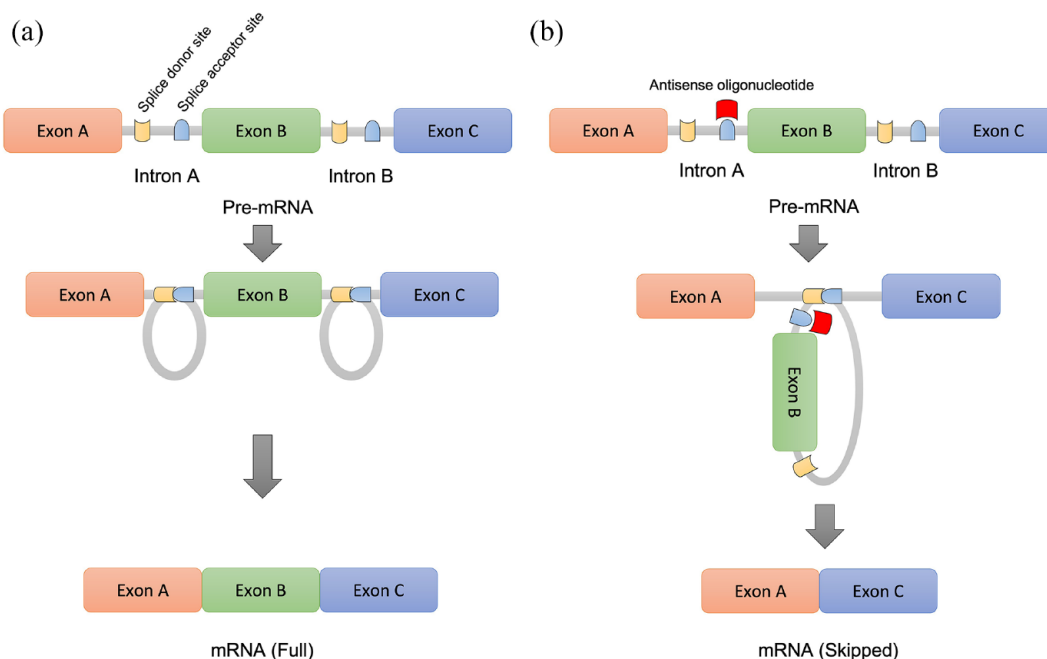 (a)
Splice donor site
Splice acceptor site
Exon A
Exon B
Exon C
Intron A
Intron B
Pre-mRNA
Exon A
Exon B
Exon C
Exon A
Exon B
Exon C
mRNA (Full)
(b)
Antisense oligonucleotide
Exon A
Exon B
Exon C
Intron A
Intron B
Pre-mRNA
Exon A
Exon C
Exon B
Exon A
Exon C
mRNA (Skipped)